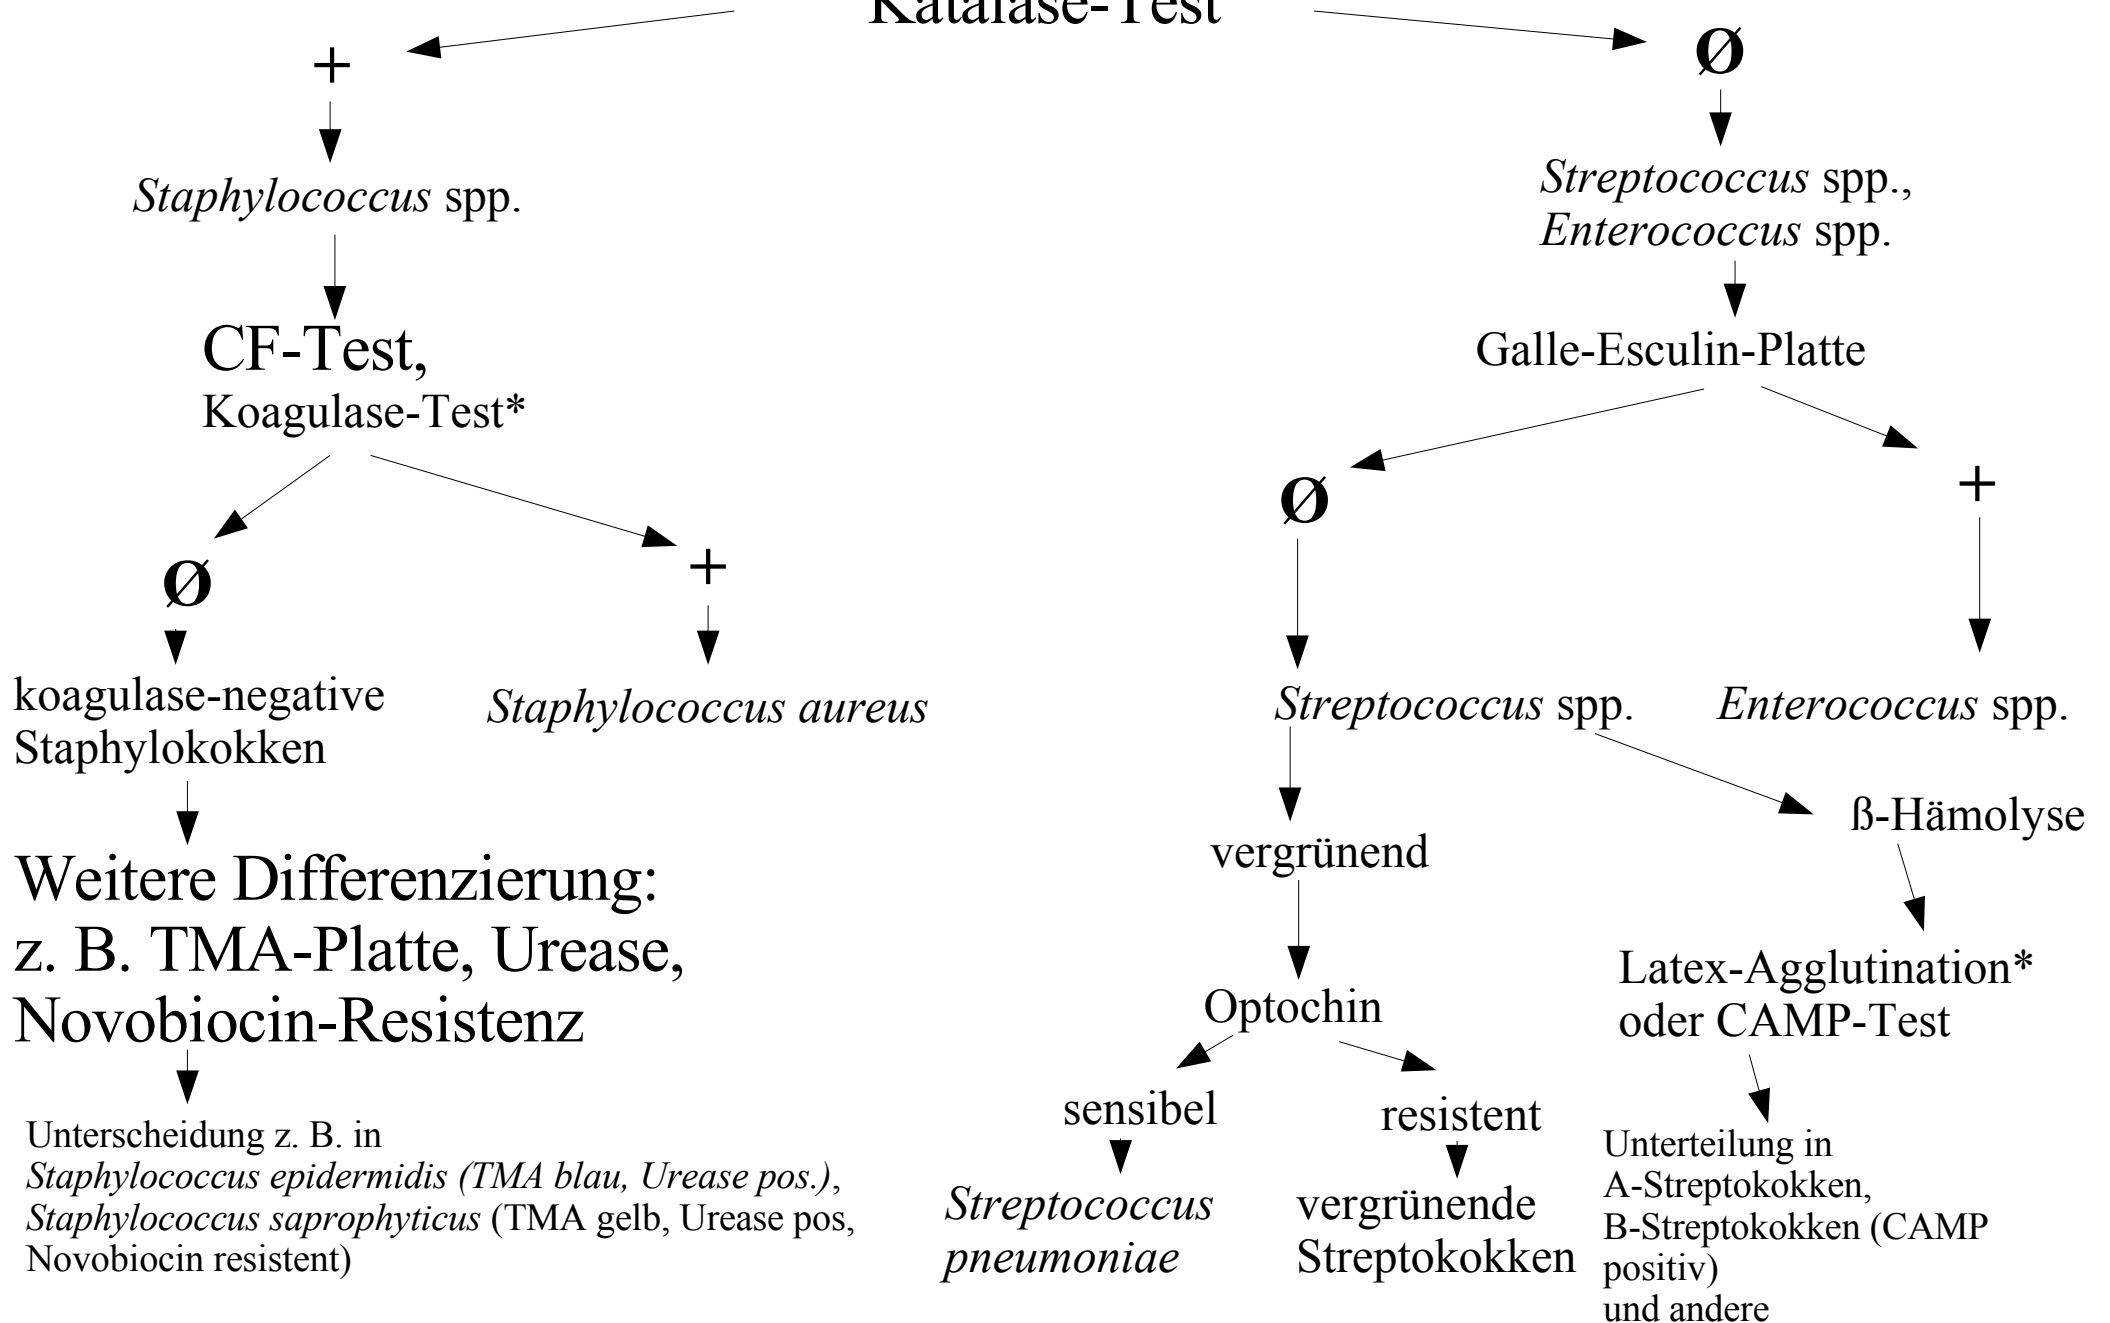 Katalase-Test
+
Ø
Staphylococcus spp.
Streptococcus spp.,
Enterococcus spp.
CF-Test,
Koagulase-Test*
Galle-Esculin-Platte
Ø
+
Ø
+
koagulase-negative
Staphylokokken
Staphylococcus aureus
Streptococcus spp.
Enterococcus spp.
Weitere Differenzierung:
z. B. TMA-Platte, Urease,
Novobiocin-Resistenz
Unterscheidung z. B. in
Staphylococcus epidermidis (TMA blau, Urease pos.),
Staphylococcus saprophyticus (TMA gelb, Urease pos,
Novobiocin resistent)
vergrünend
ß-Hämolyse
Optochin
Latex-Agglutination*
oder CAMP-Test
sensibel
resistent
Streptococcus
pneumoniae
vergrünende
Streptokokken
Unterteilung in
A-Streptokokken,
B-Streptokokken (CAMP
positiv)
und andere